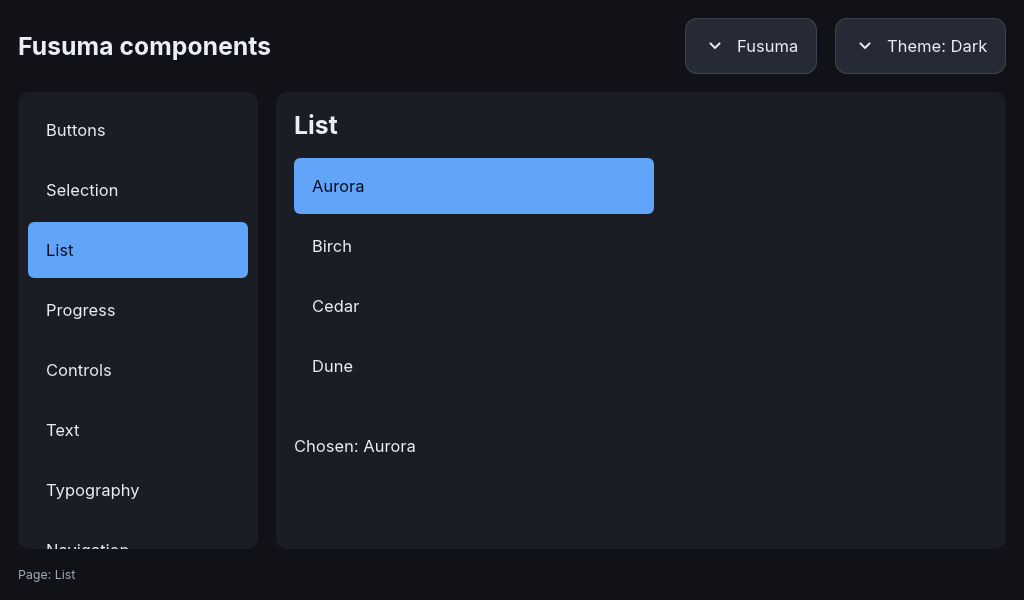 Fusuma components
Fusuma
Theme: Dark
Buttons
Selection
List
Progress
Controls
Text
Typography
Navigation
List
Aurora
Birch
Cedar
Dune
Chosen: Aurora
Page: List